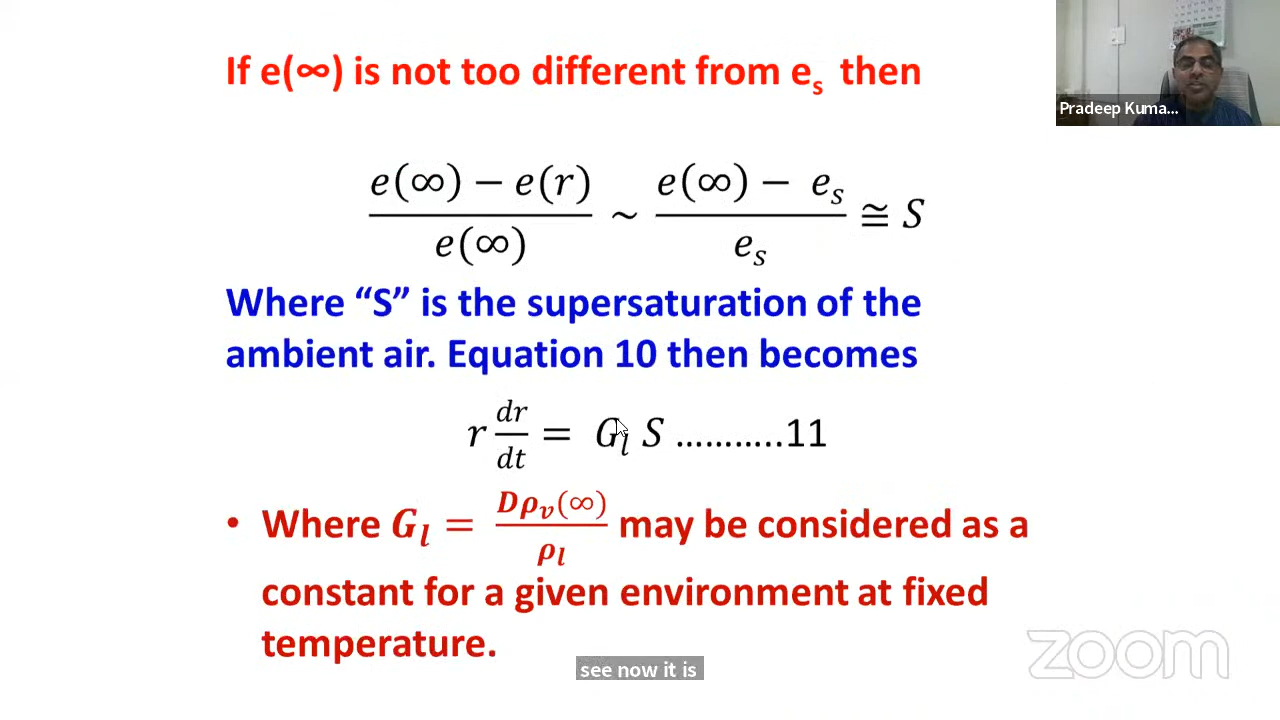 If e(∞) is not too different from eₛ then
Pradeep Kuma...
e(∞) − e(r) / e(∞) ~ e(∞) − eₛ / eₛ ≅ S
Where “S” is the supersaturation of the
ambient air. Equation 10 then becomes
r dr/dt = Gₗ S ...........11
• Where Gₗ = Dρᵥ(∞) / ρₗ may be considered as a
constant for a given environment at fixed
temperature.
see now it is
zoom